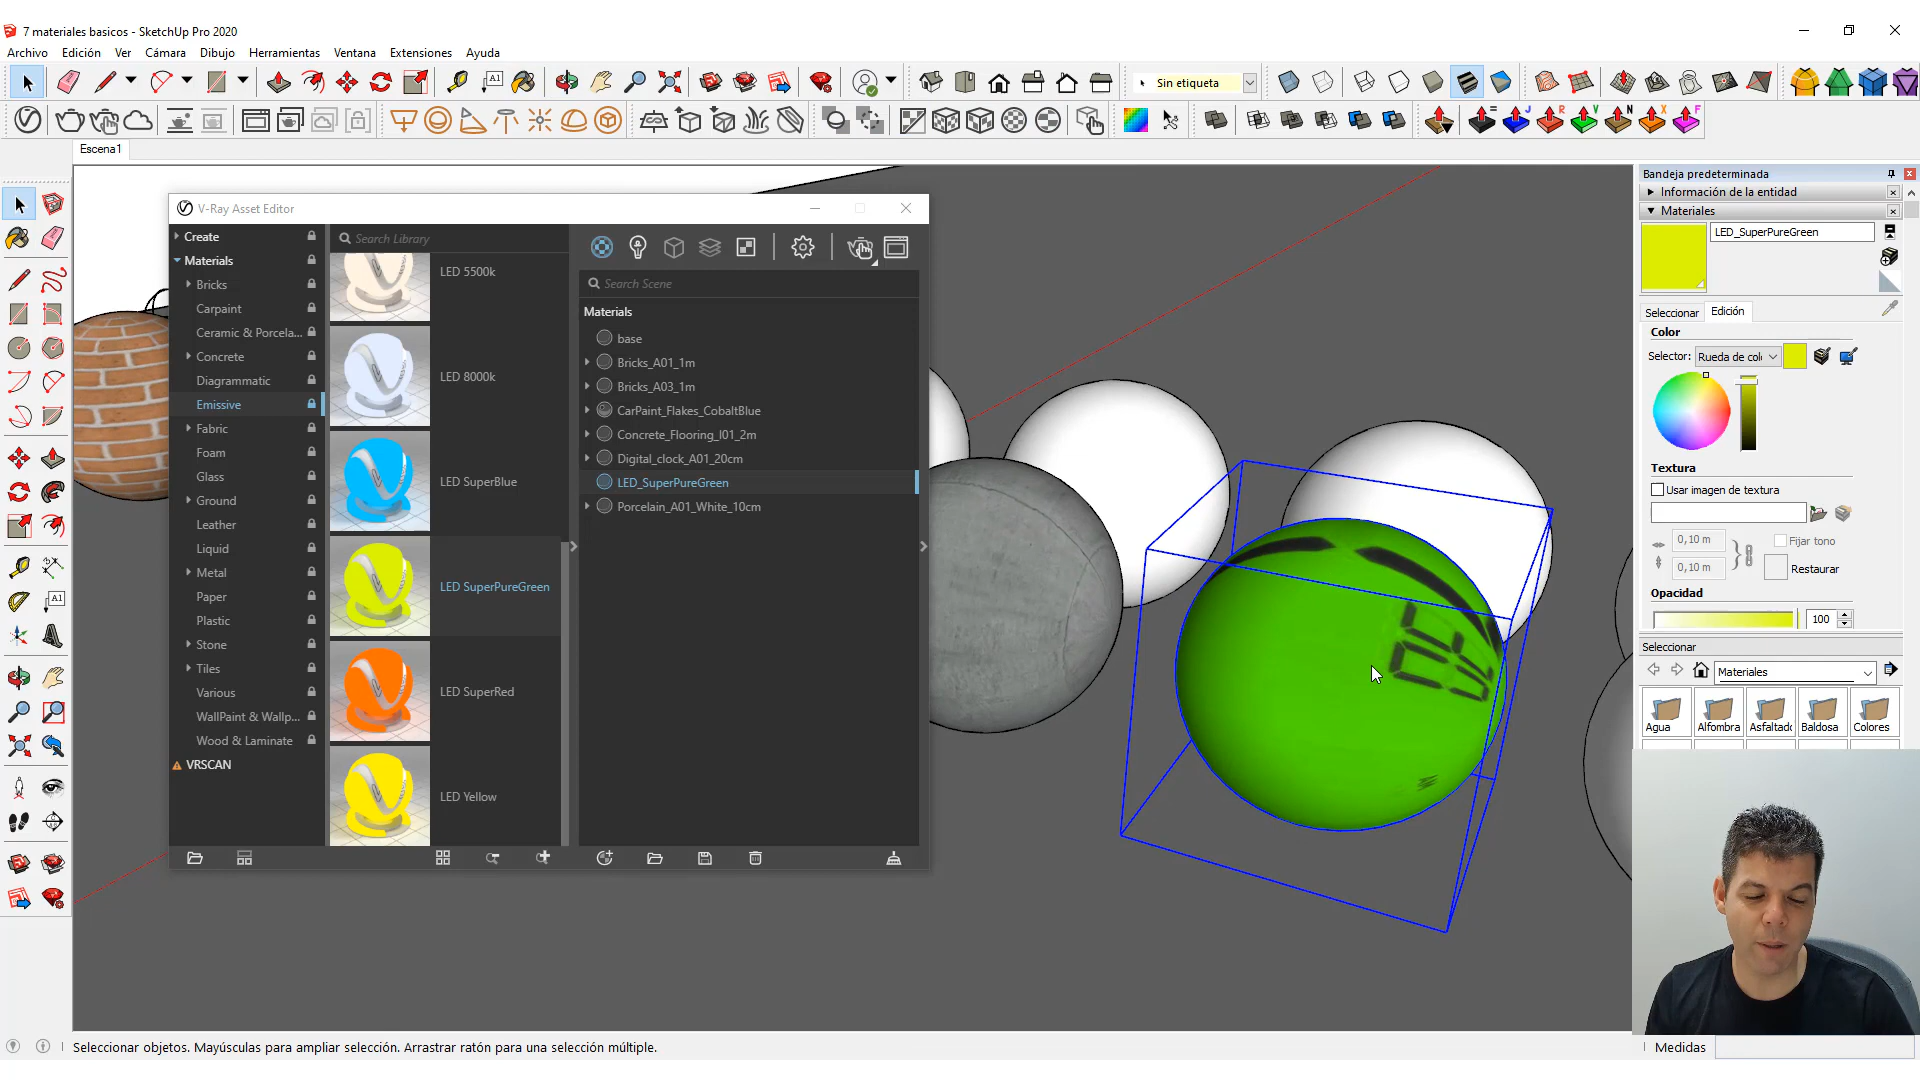 7 materiales basicos - SketchUp Pro 2020
Archivo Edición Ver Cámara Dibujo Herramientas Ventana Extensiones Ayuda
A1
Sin etiqueta
= J R V N X F
Escena1
V-Ray Asset Editor
Create
Materials
Bricks
Carpaint
Ceramic & Porcela...
Concrete
Diagrammatic
Emissive
Fabric
Foam
Glass
Ground
Leather
Liquid
Metal
Paper
Plastic
Stone
Tiles
Various
WallPaint & Wallp...
Wood & Laminate
VRSCAN
Search Library
LED 5500k
LED 8000k
LED SuperBlue
LED SuperPureGreen
LED SuperRed
LED Yellow
Search Scene
Materials
base
Bricks_A01_1m
Bricks_A03_1m
CarPaint_Flakes_CobaltBlue
Concrete_Flooring_I01_2m
Digital_clock_A01_20cm
LED_SuperPureGreen
Porcelain_A01_White_10cm
Bandeja predeterminada
Información de la entidad
Materiales
LED_SuperPureGreen
Seleccionar Edición
Color
Selector: Rueda de col
Textura
Usar imagen de textura
0,10 m Fijar tono
0,10 m Restaurar
Opacidad
100
Seleccionar
Materiales
Agua Alfombra Asfaltado Baldosa Colores
A1
Seleccionar objetos. Mayúsculas para ampliar selección. Arrastrar ratón para una selección múltiple.
Medidas